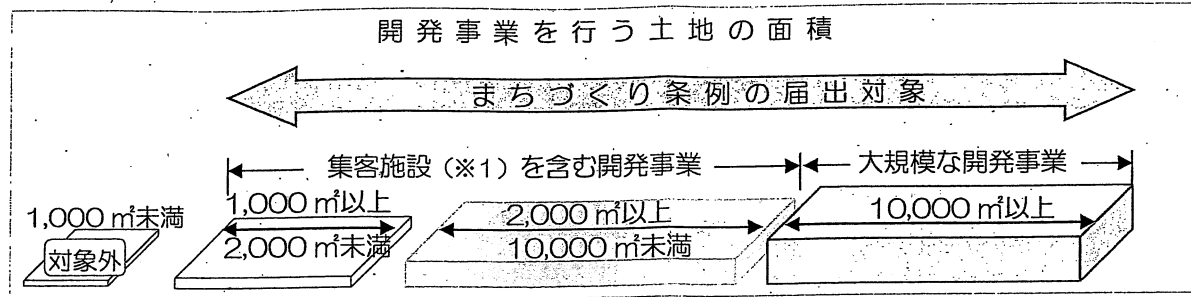 開発事業を行う土地の面積
まちづくり条例の届出対象
集客施設（※1）を含む開発事業
大規模な開発事業
1,000㎡未満
対象外
1,000㎡以上
2,000㎡未満
2,000㎡以上
10,000㎡未満
10,000㎡以上